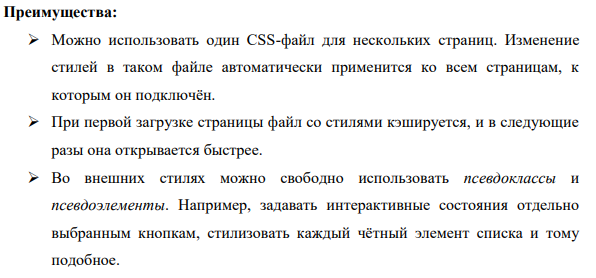 Преимущества:
➢ Можно использовать один CSS-файл для нескольких страниц. Изменение
стилей в таком файле автоматически применится ко всем страницам, к
которым он подключён.
➢ При первой загрузке страницы файл со стилями кэшируется, и в следующие
разы она открывается быстрее.
➢ Во внешних стилях можно свободно использовать псевдоклассы и
псевдоэлементы. Например, задавать интерактивные состояния отдельно
выбранным кнопкам, стилизовать каждый чётный элемент списка и тому
подобное.